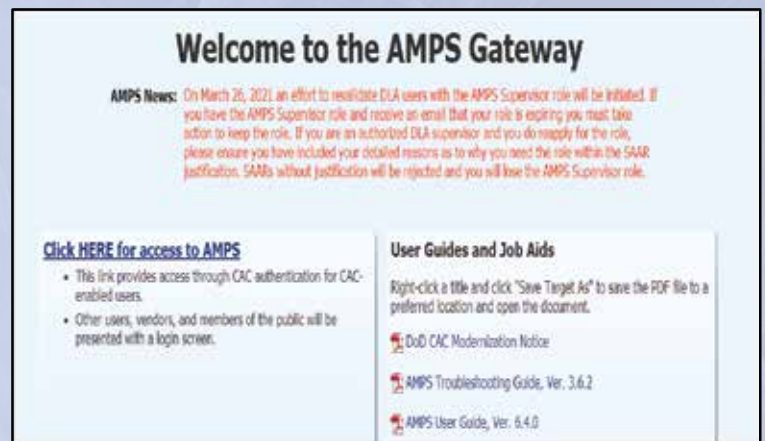 Welcome to the AMPS Gateway
AMPS News: On March 26, 2021 an effort to revalidate DLA users with the AMPS Supervisor role will be initiated. If
you have the AMPS Supervisor role and receive an email that your role is expiring you must take
action to keep the role. If you are an authorized DLA supervisor and you do reapply for the role,
please ensure you have included your detailed reasons as to why you need the role within the SAAR
justification. SAARs without justification will be rejected and you will lose the AMPS Supervisor role.
Click HERE for access to AMPS
• This link provides access through CAC authentication for CAC-
enabled users.
• Other users, vendors, and members of the public will be
presented with a login screen.
User Guides and Job Aids
Right-click a title and click "Save Target As" to save the PDF file to a
preferred location and open the document.
DoD CAC Modernization Notice
AMPS Troubleshooting Guide, Ver. 3.6.2
AMPS User Guide, Ver. 6.4.0